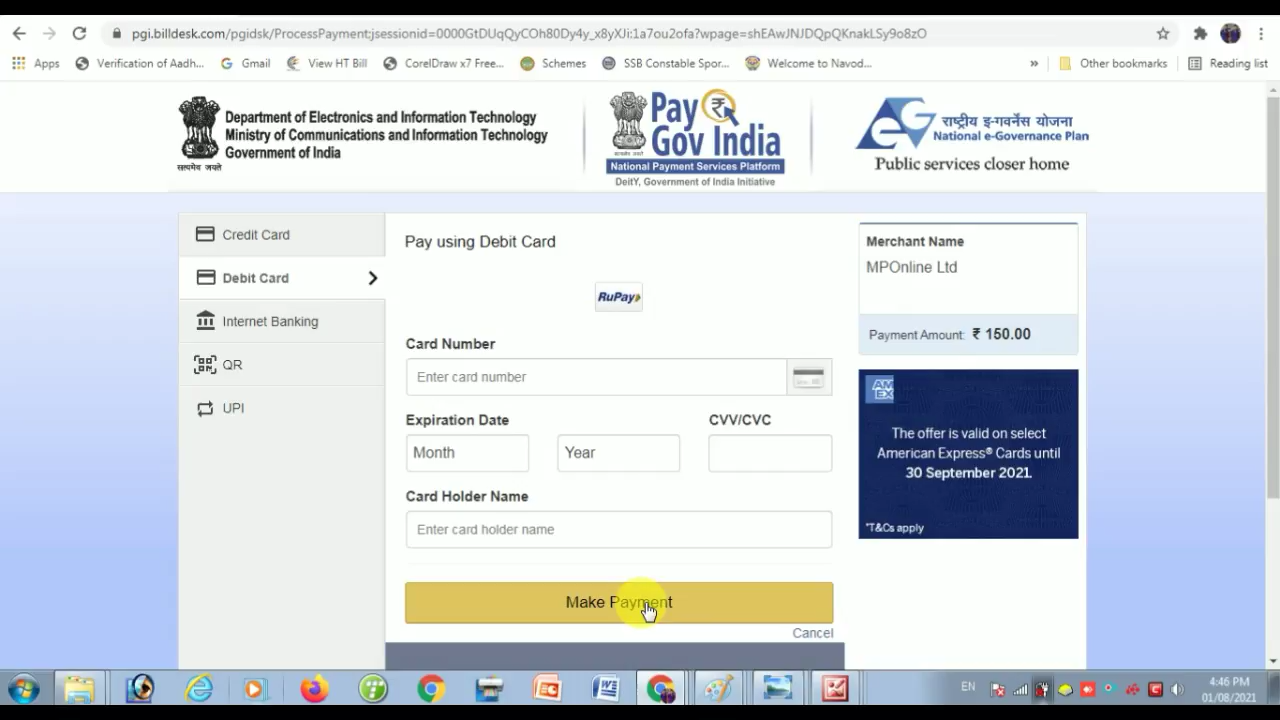 pgi.billdesk.com/pgidsk/ProcessPayment;jsessionid=0000GtDUqQyCOh80Dy4y_x8yXJi:1a7ou2ofa?wpage=shEAwJNJDQpQKnakLSy9o8zO
Apps Verification of Aadh... Gmail View HT Bill CorelDraw x7 Free... Schemes SSB Constable Spor... Welcome to Navod... » Other bookmarks Reading list
Department of Electronics and Information Technology
Ministry of Communications and Information Technology
Government of India
सत्यमेव जयते
Pay
Gov India
National Payment Services Platform
DeitY, Government of India Initiative
राष्ट्रीय इ-गवर्नेंस योजना
National e-Governance Plan
Public services closer home
Credit Card
Debit Card
Internet Banking
QR
UPI
Pay using Debit Card
RuPay
Card Number
Enter card number
Expiration Date CVV/CVC
Month Year
Card Holder Name
Enter card holder name
Make Payment
Cancel
Merchant Name
MPOnline Ltd
Payment Amount: ₹ 150.00
AM
EX
The offer is valid on select
American Express® Cards until
30 September 2021.
*T&Cs apply
EN
4:46 PM
01/08/2021